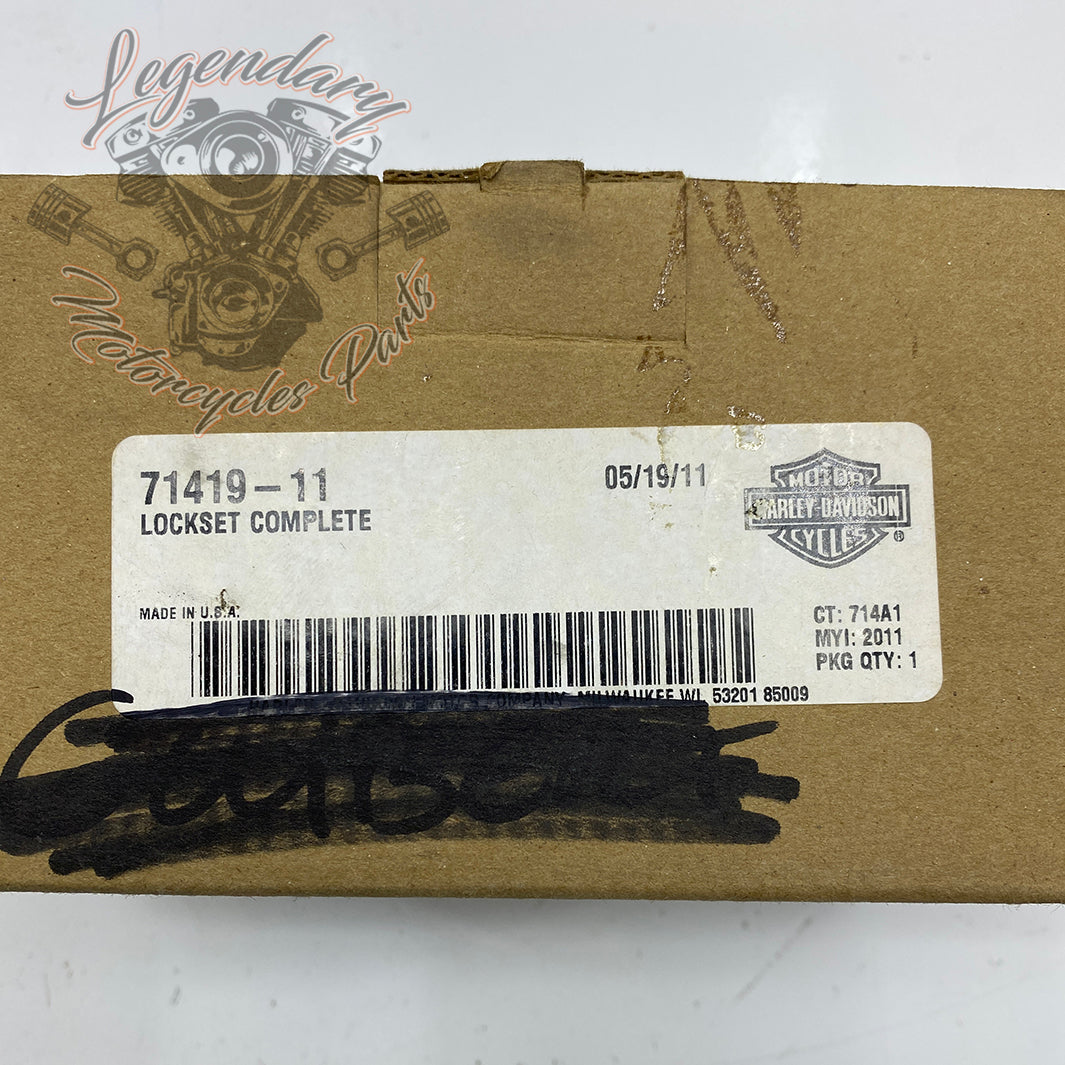 Legendary
Motorcycles Parts
71419-11
05/19/11
LOCKSET COMPLETE
MOTOR
HARLEY-DAVIDSON
CYCLES
®
MADE IN U.S.A.
CT: 714A1
MYI: 2011
PKG QTY: 1
COMPANY, MILWAUKEE WI, 53201 85009